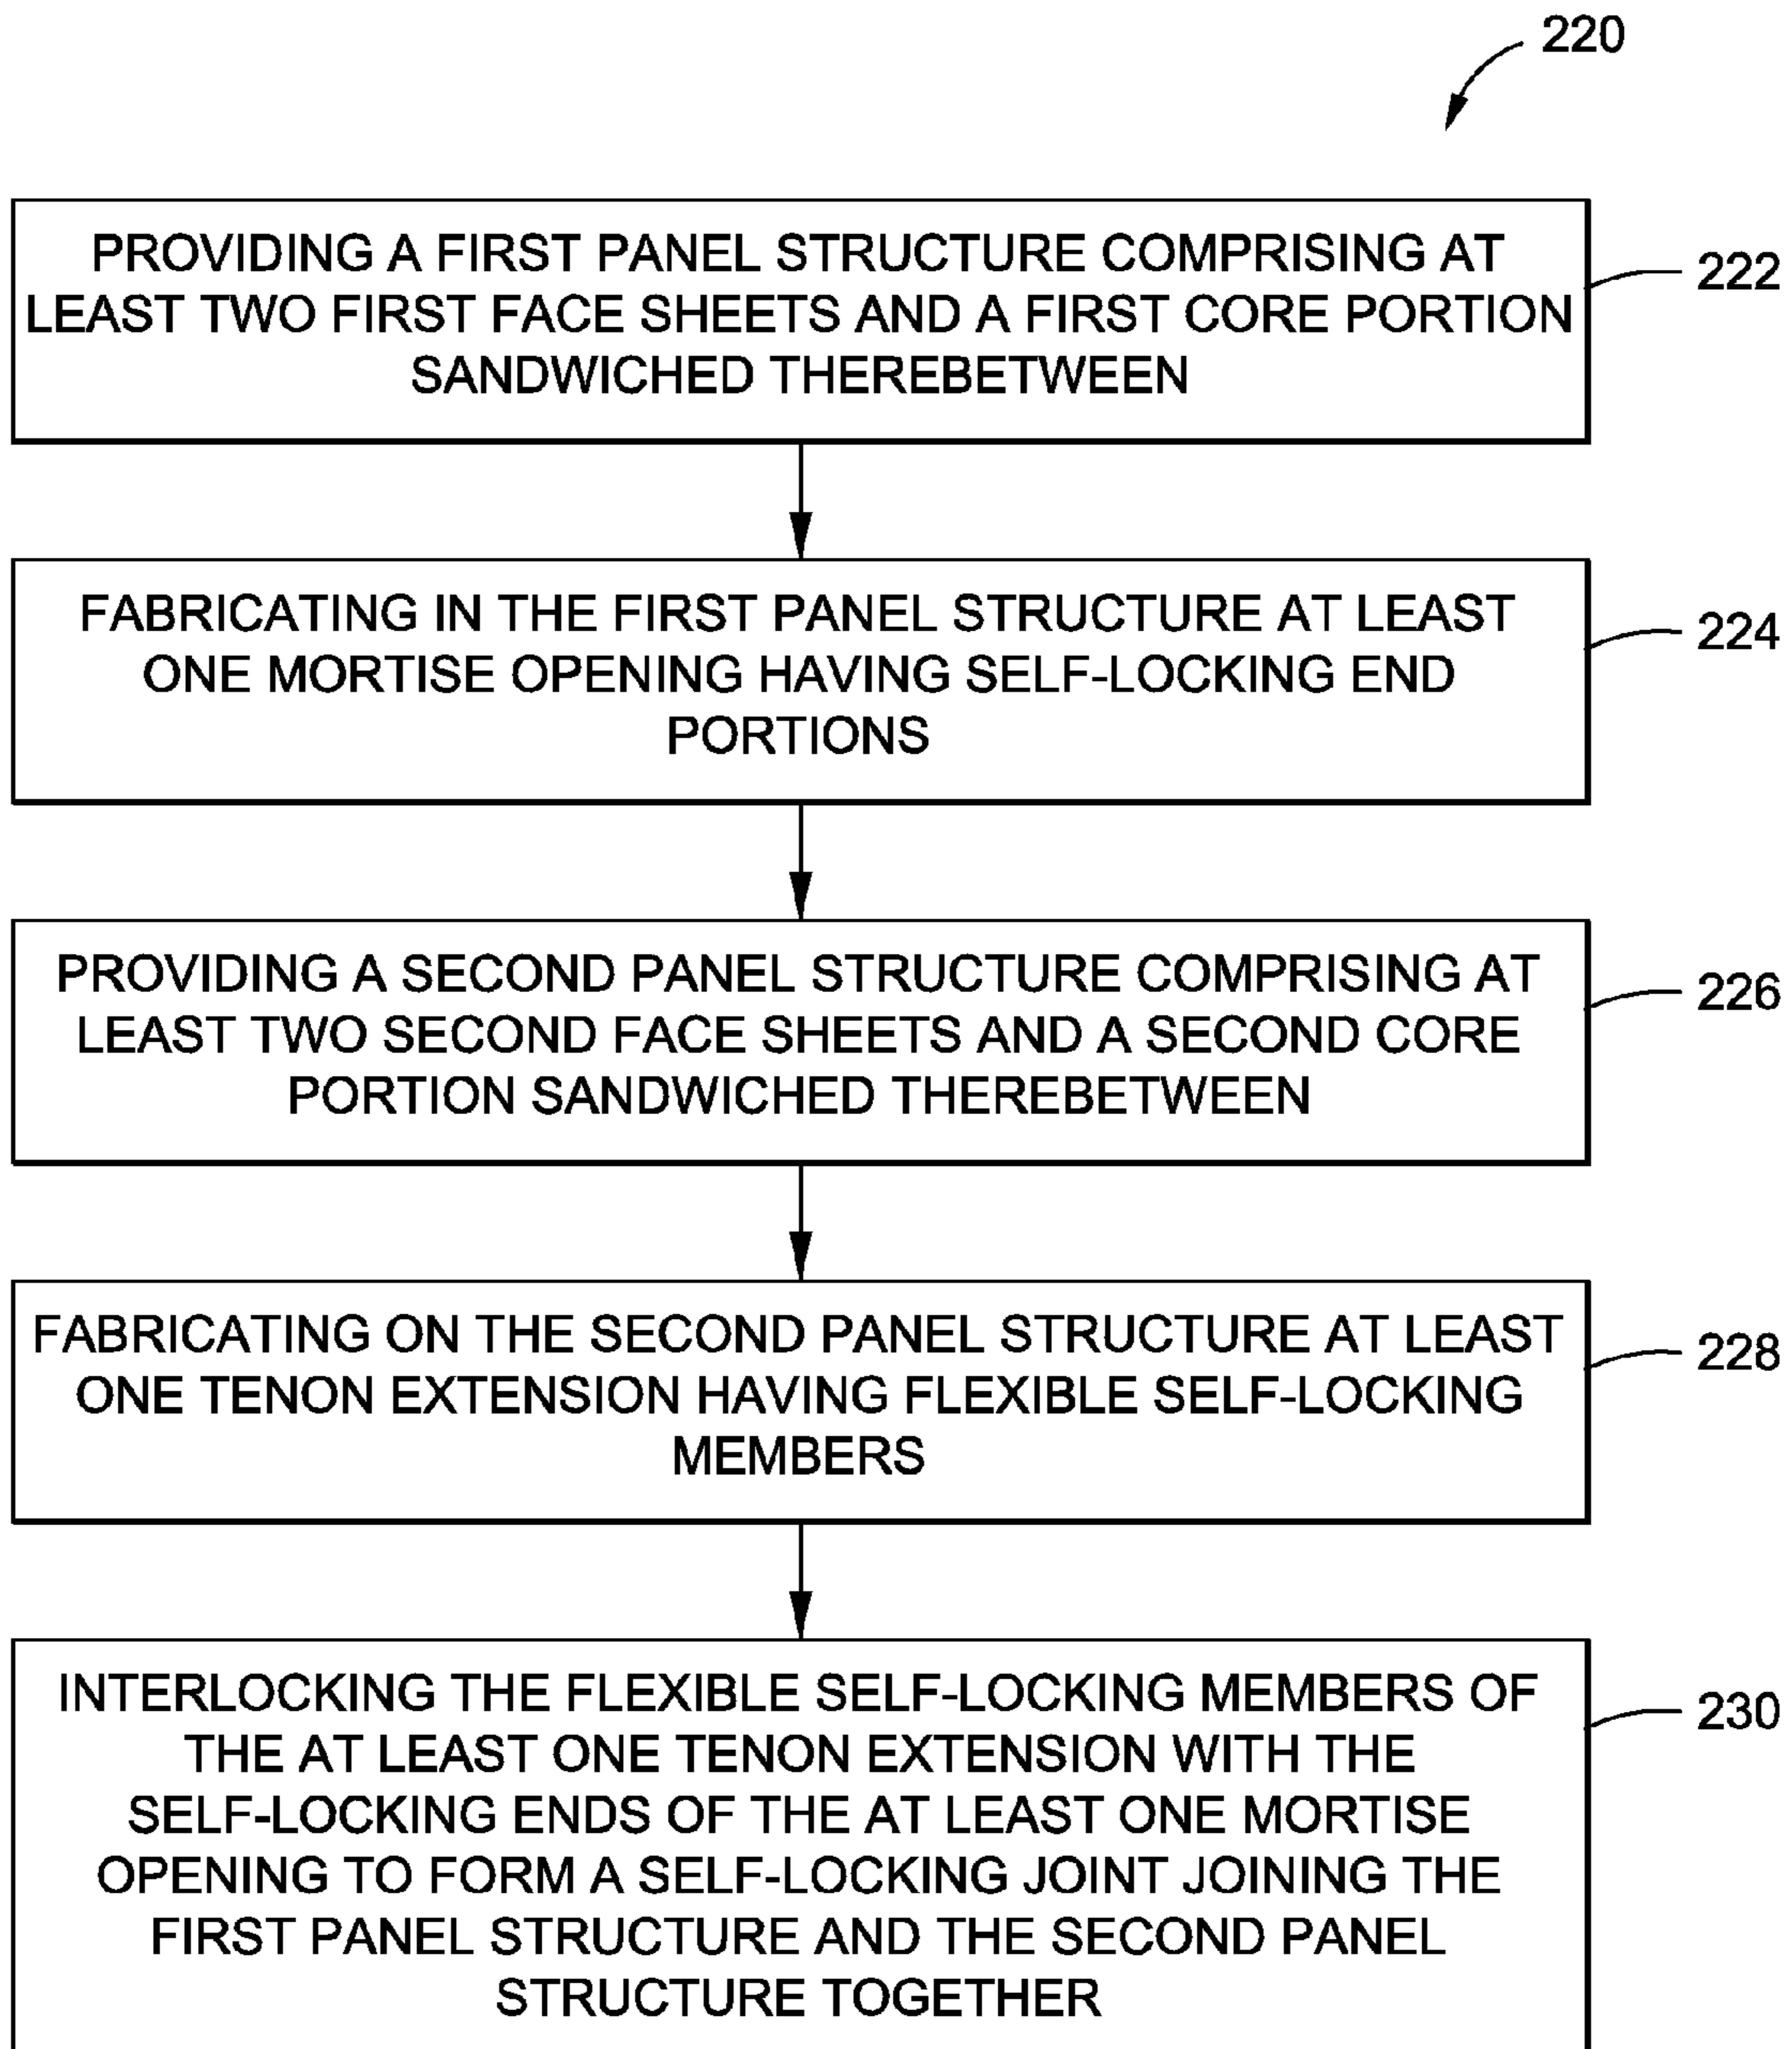 220
PROVIDING A FIRST PANEL STRUCTURE COMPRISING AT
LEAST TWO FIRST FACE SHEETS AND A FIRST CORE PORTION
SANDWICHED THEREBETWEEN
222
FABRICATING IN THE FIRST PANEL STRUCTURE AT LEAST
ONE MORTISE OPENING HAVING SELF-LOCKING END
PORTIONS
224
PROVIDING A SECOND PANEL STRUCTURE COMPRISING AT
LEAST TWO SECOND FACE SHEETS AND A SECOND CORE
PORTION SANDWICHED THEREBETWEEN
226
FABRICATING ON THE SECOND PANEL STRUCTURE AT LEAST
ONE TENON EXTENSION HAVING FLEXIBLE SELF-LOCKING
MEMBERS
228
INTERLOCKING THE FLEXIBLE SELF-LOCKING MEMBERS OF
THE AT LEAST ONE TENON EXTENSION WITH THE
SELF-LOCKING ENDS OF THE AT LEAST ONE MORTISE
OPENING TO FORM A SELF-LOCKING JOINT JOINING THE
FIRST PANEL STRUCTURE AND THE SECOND PANEL
STRUCTURE TOGETHER
230